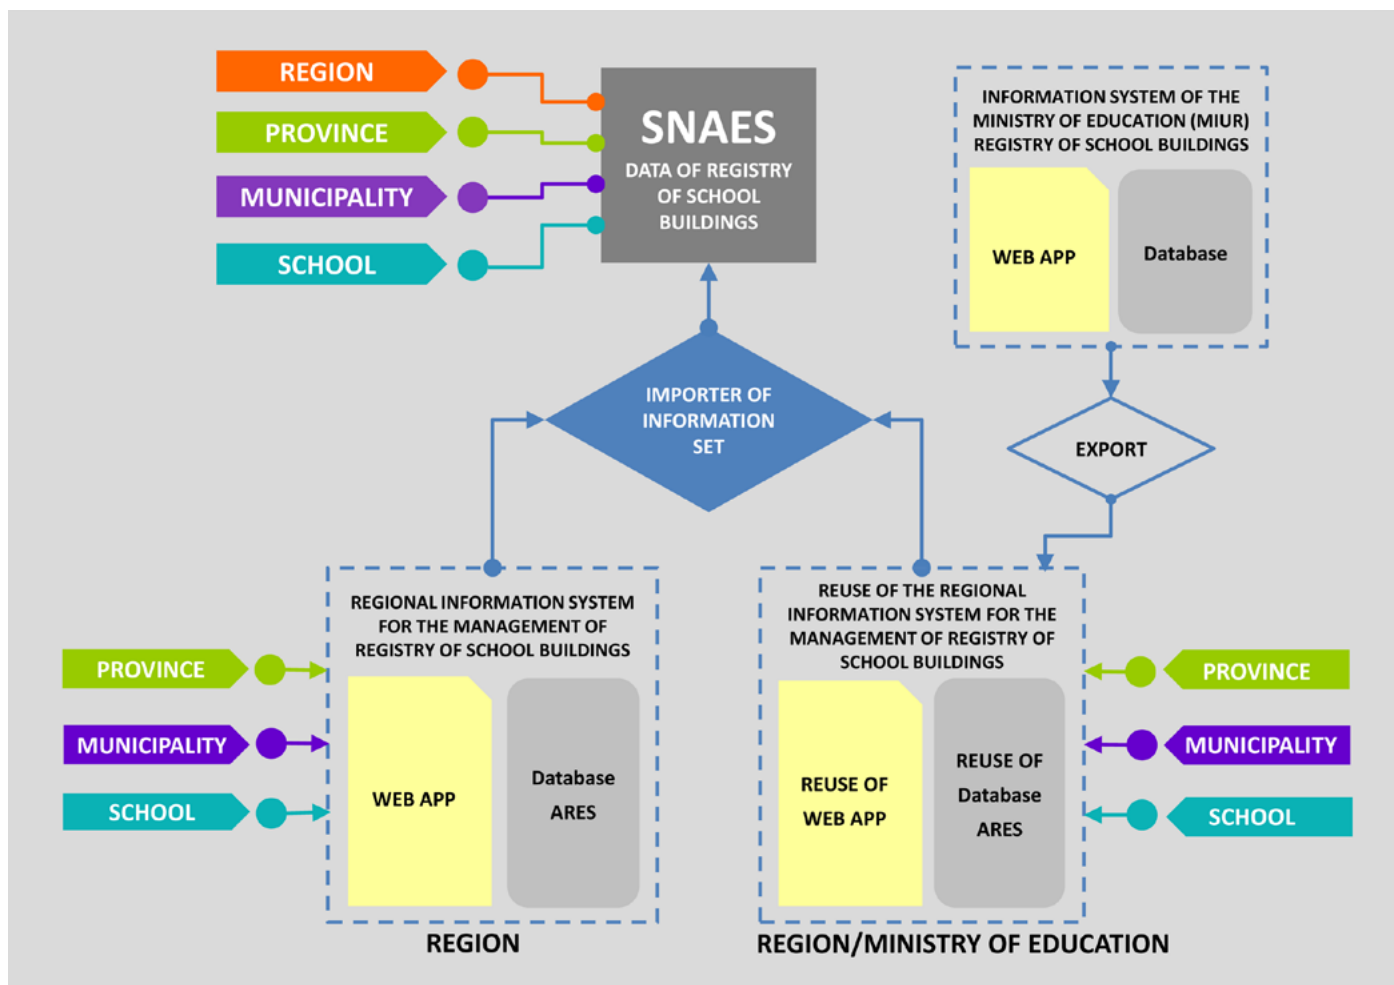 REGION
PROVINCE
MUNICIPALITY
SCHOOL
SNAES
DATA OF REGISTRY
OF SCHOOL
BUILDINGS
INFORMATION SYSTEM OF THE
MINISTRY OF EDUCATION (MIUR)
REGISTRY OF SCHOOL BUILDINGS
WEB APP
Database
IMPORTER OF
INFORMATION
SET
EXPORT
REGIONAL INFORMATION SYSTEM
FOR THE MANAGEMENT OF
REGISTRY OF SCHOOL BUILDINGS
PROVINCE
MUNICIPALITY
SCHOOL
WEB APP
Database
ARES
REGION
REUSE OF THE REGIONAL
INFORMATION SYSTEM FOR THE
MANAGEMENT OF REGISTRY OF
SCHOOL BUILDINGS
REUSE OF
WEB APP
REUSE OF
Database
ARES
PROVINCE
MUNICIPALITY
SCHOOL
REGION/MINISTRY OF EDUCATION